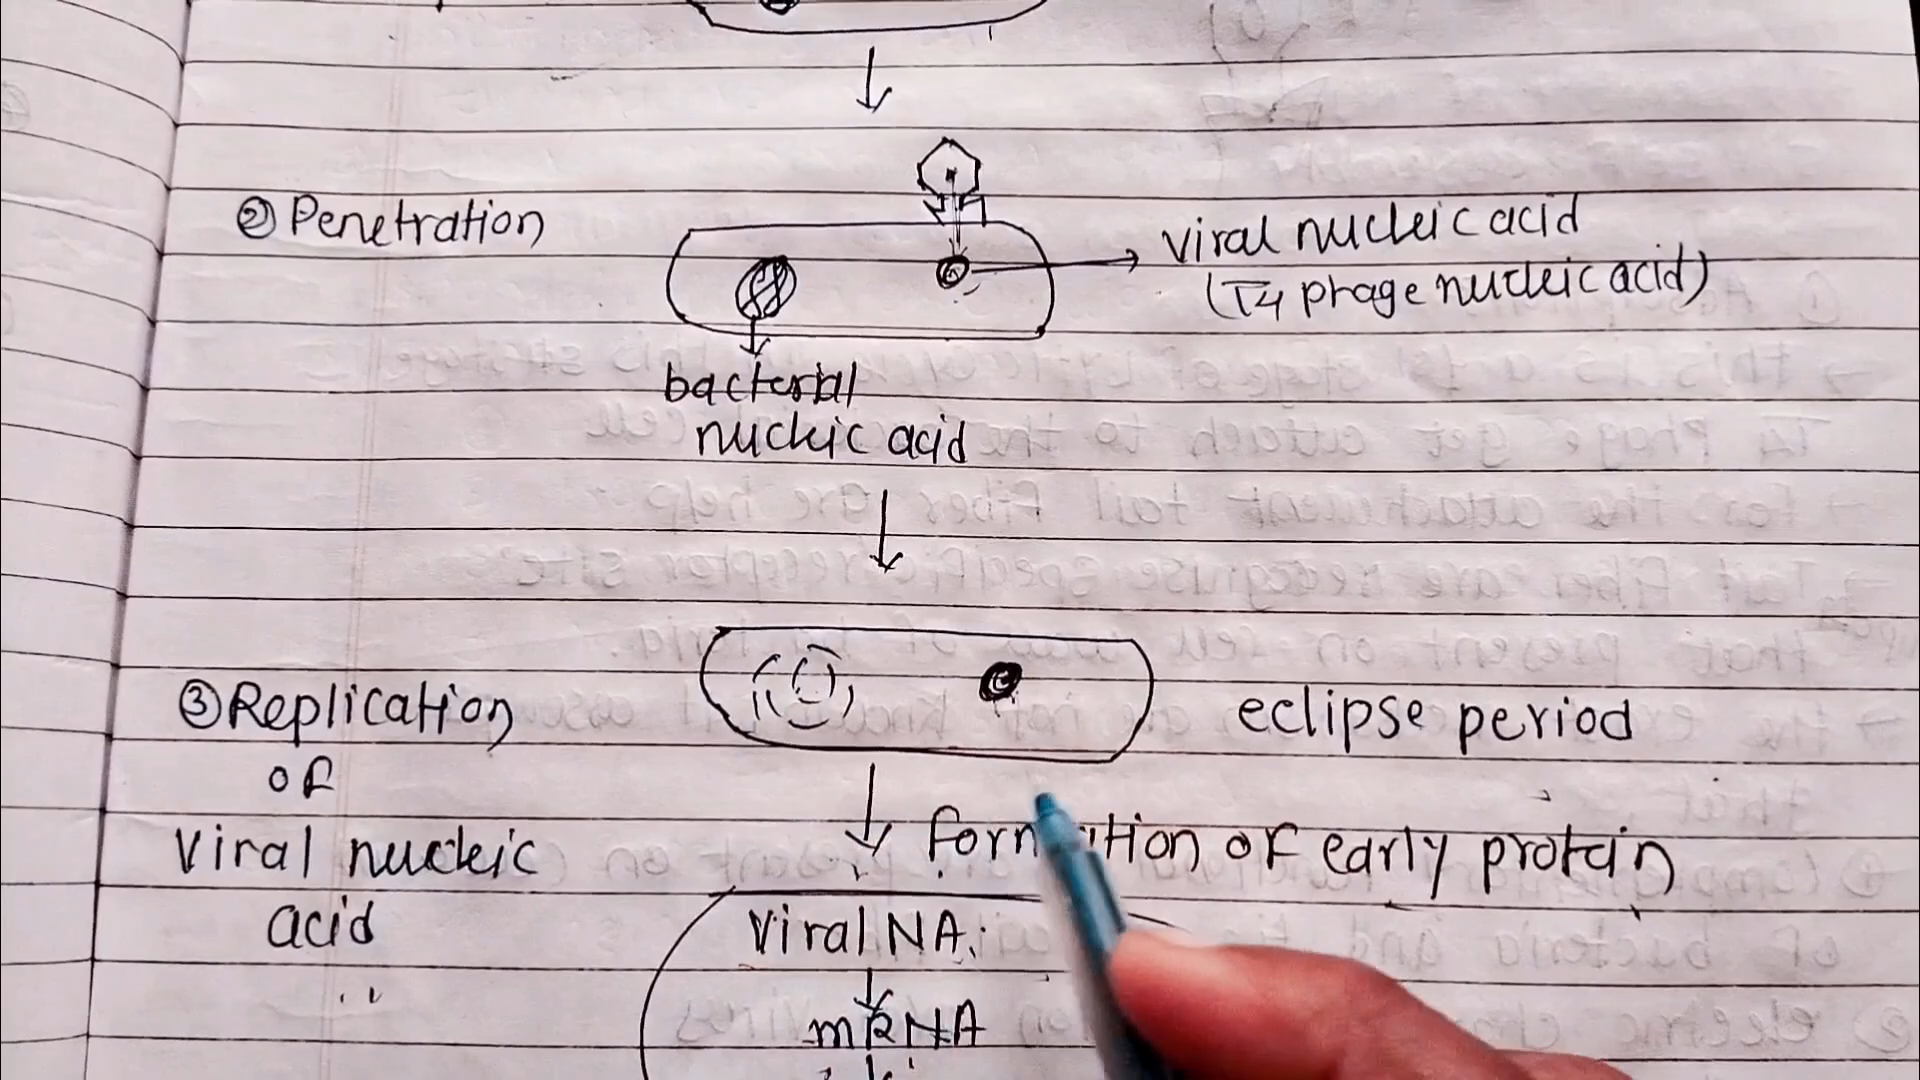 ② Penetration
viral nucleic acid
(T4 phage nucleic acid)
bacterial
nucleic acid
③ Replication
of
viral nucleic
acid
eclipse period
of early protein
Viral NA.
mRNA